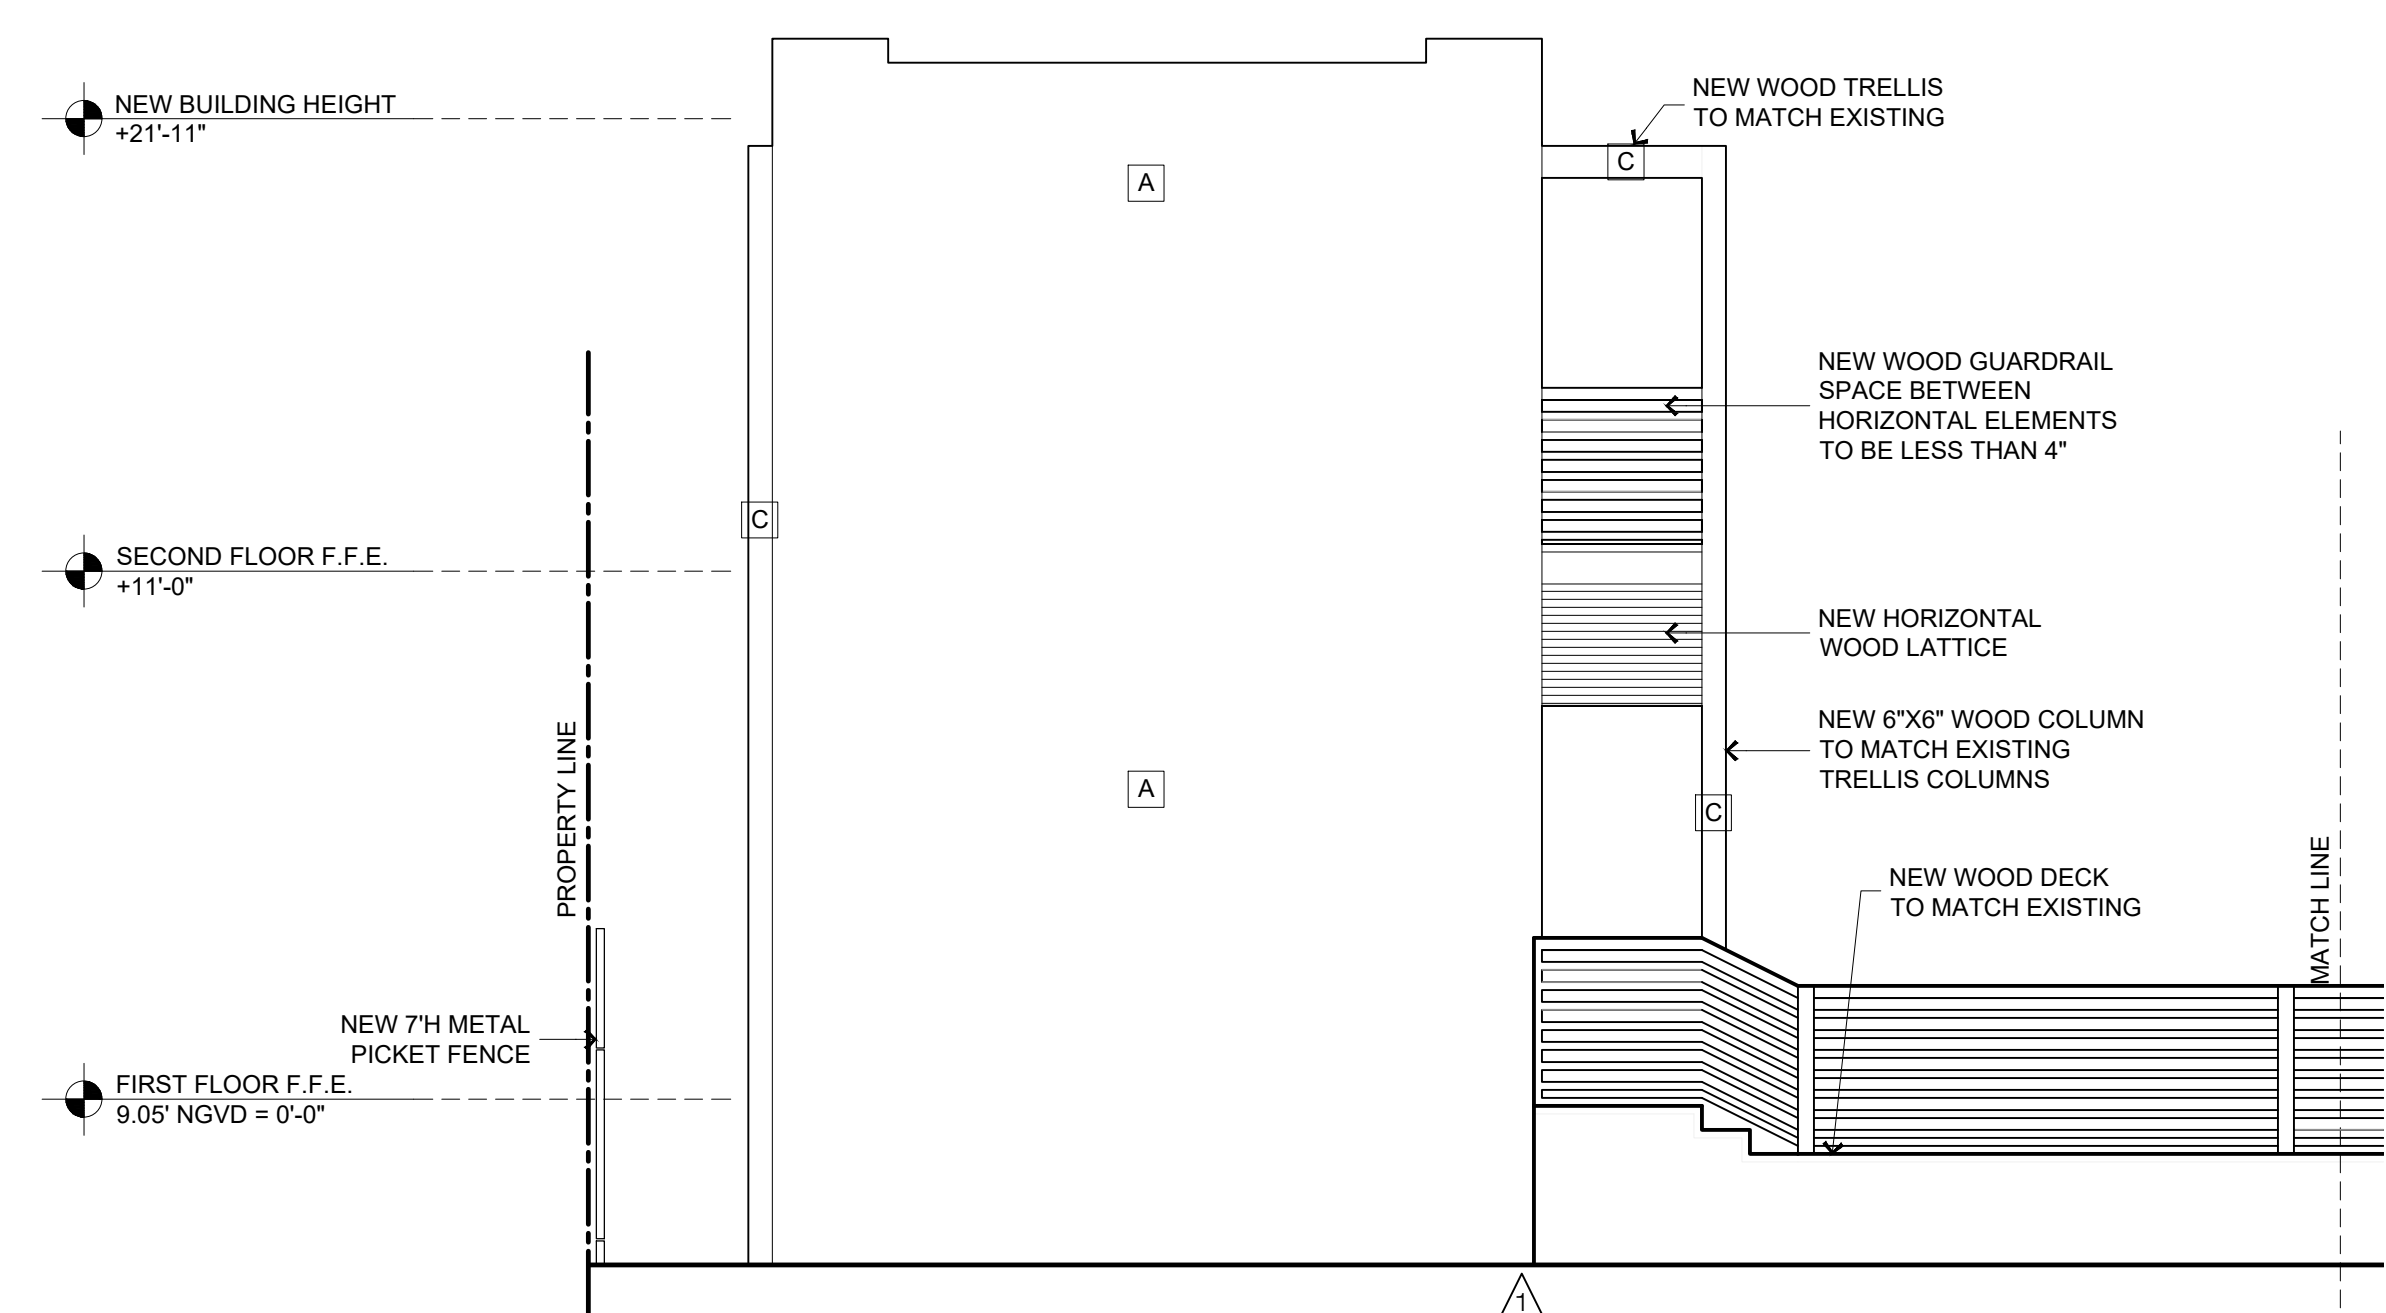 NEW BUILDING HEIGHT
+21'-11"
NEW WOOD TRELLIS
TO MATCH EXISTING
C
A
NEW WOOD GUARDRAIL
SPACE BETWEEN
HORIZONTAL ELEMENTS
TO BE LESS THAN 4"
C
SECOND FLOOR F.F.E.
+11'-0"
NEW HORIZONTAL
WOOD LATTICE
NEW 6"X6" WOOD COLUMN
TO MATCH EXISTING
TRELLIS COLUMNS
PROPERTY LINE
A
C
NEW WOOD DECK
TO MATCH EXISTING
MATCH LINE
NEW 7'H METAL
PICKET FENCE
FIRST FLOOR F.F.E.
9.05' NGVD = 0'-0"
1